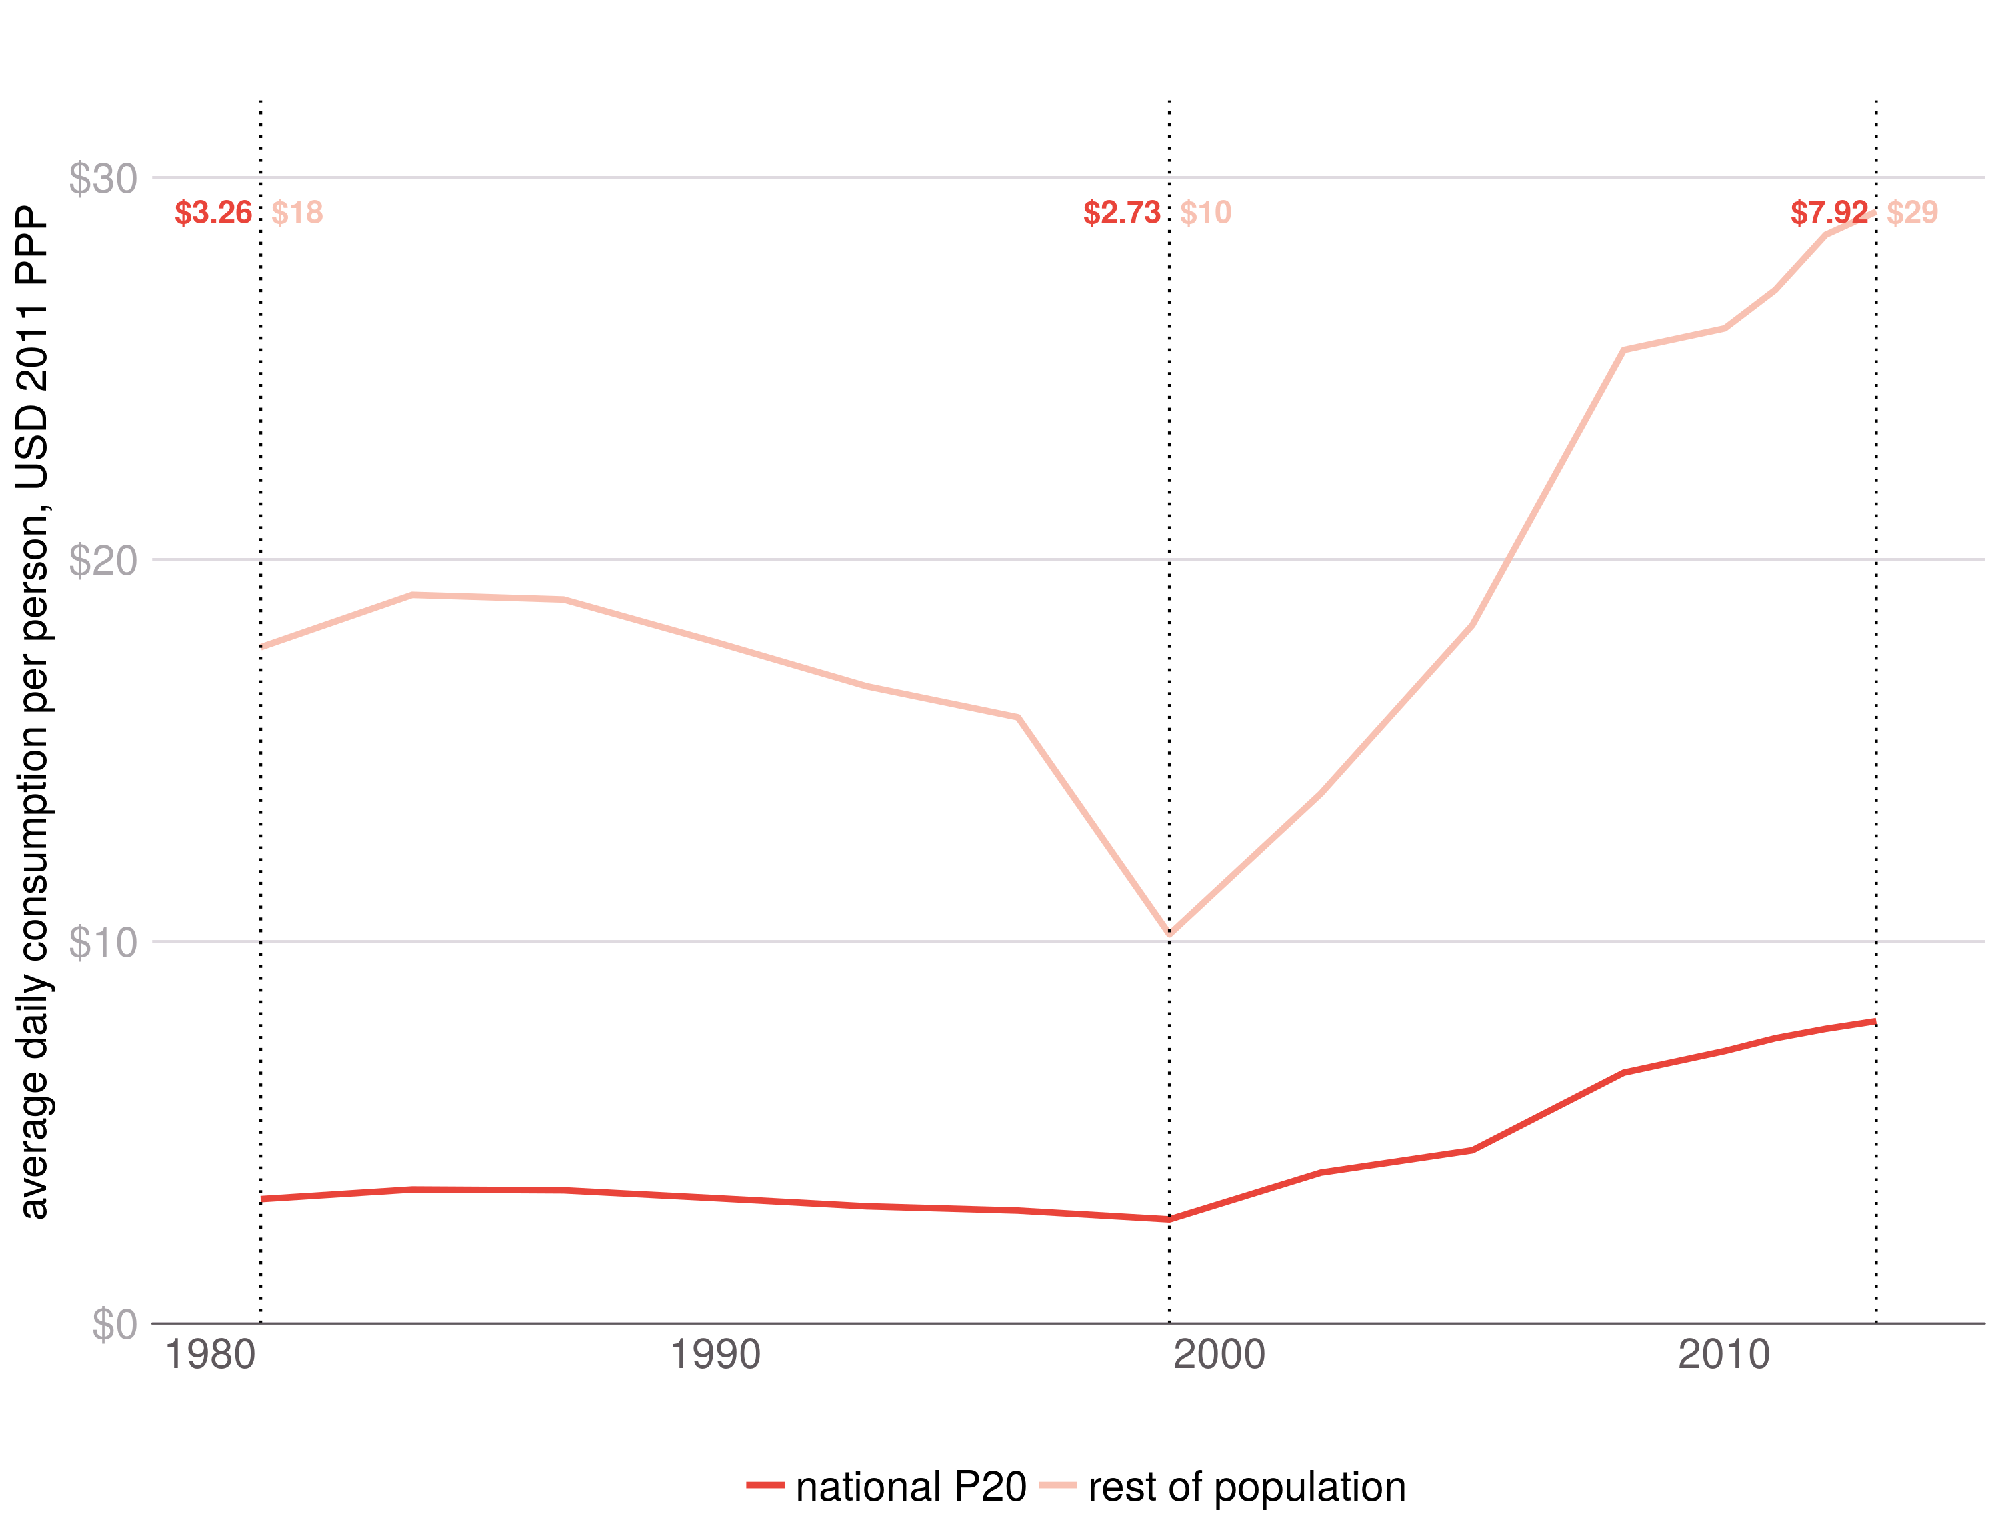 average daily consumption per person, USD 2011 PPP
$30
$3.26 $18
$2.73 $10
$7.92 $29
$20
$10
$0
1980 1990 2000 2010
national P20 rest of population